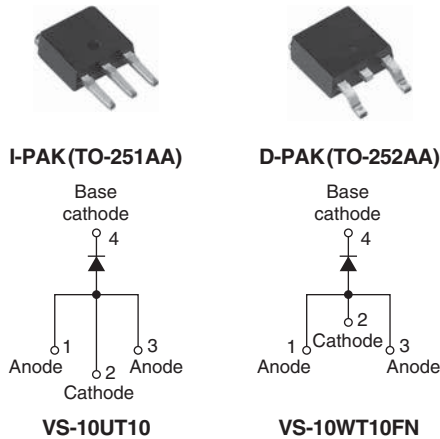 I-PAK (TO-251AA)
D-PAK (TO-252AA)
Base
cathode
4
1
Anode
2
Cathode
3
Anode
VS-10UT10
Base
cathode
4
2
Cathode
1
Anode
3
Anode
VS-10WT10FN